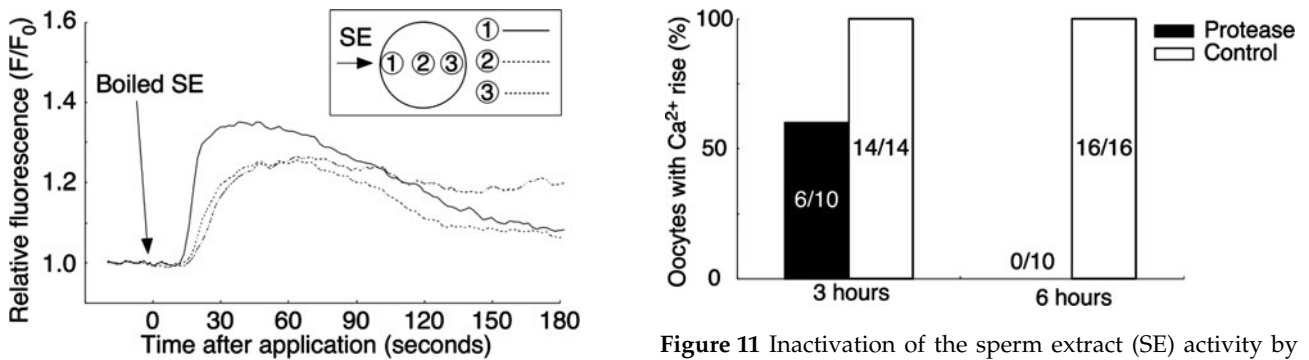 Relative fluorescence (F/F₀)
1.6
1.4
1.2
1.0
Boiled SE
SE
① ② ③
①
②
③
0 30 60 90 120 150 180
Time after application (seconds)
Oocytes with Ca²⁺ rise (%)
100
50
0
Protease
Control
6/10
14/14
0/10
16/16
3 hours
6 hours
Figure 11 Inactivation of the sperm extract (SE) activity by